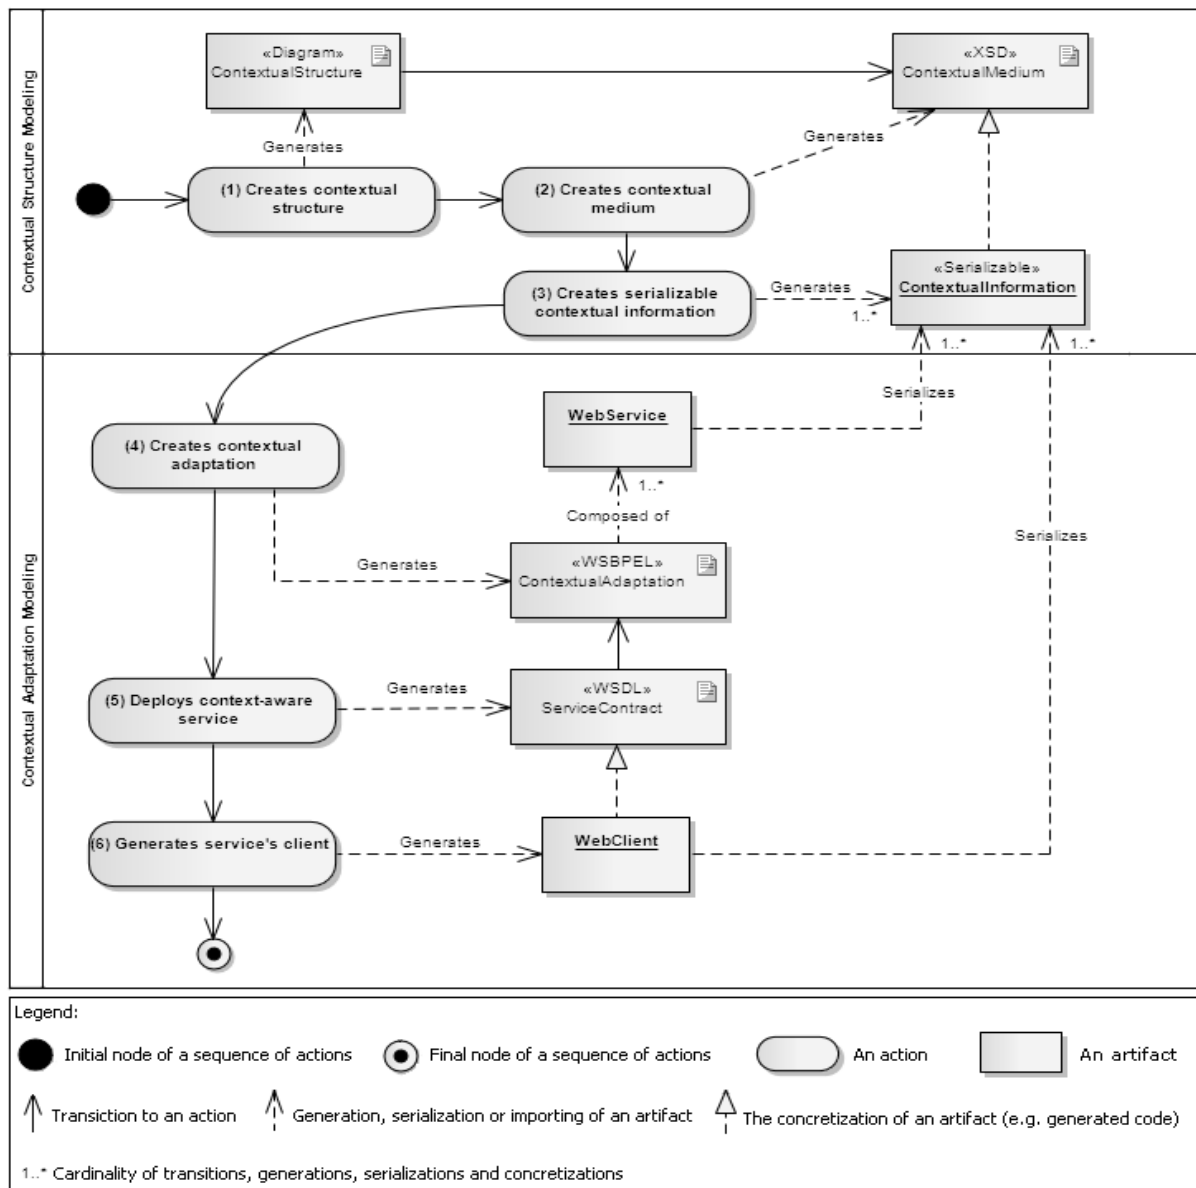 Contextual Structure Modeling
«Diagram»
ContextualStructure
«XSD»
ContextualMedium
Generates
Generates
(1) Creates contextual
structure
(2) Creates contextual
medium
(3) Creates serializable
contextual information
Generates
1..*
«Serializable»
ContextualInformation
1..*
1..*
Contextual Adaptation Modeling
Serializes
WebService
(4) Creates contextual
adaptation
1..*
Composed of
Serializes
Generates
«WSBPEL»
ContextualAdaptation
(5) Deploys context-aware
service
Generates
«WSDL»
ServiceContract
(6) Generates service's client
Generates
WebClient
Legend:
Initial node of a sequence of actions
Final node of a sequence of actions
An action
An artifact
Transiction to an action
Generation, serialization or importing of an artifact
The concretization of an artifact (e.g. generated code)
1..* Cardinality of transitions, generations, serializations and concretizations